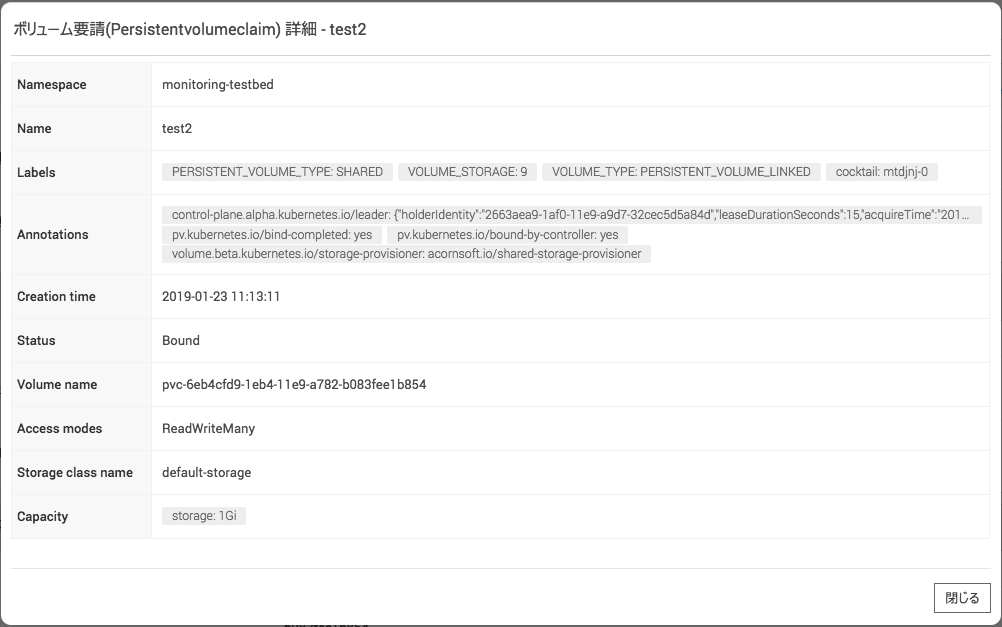 ボリューム要請(Persistentvolumeclaim) 詳細 - test2
Namespace monitoring-testbed
Name test2
Labels PERSISTENT_VOLUME_TYPE: SHARED VOLUME_STORAGE: 9 VOLUME_TYPE: PERSISTENT_VOLUME_LINKED cocktail: mtdjnj-0
control-plane.alpha.kubernetes.io/leader: {"holderIdentity":"2663aea9-1af0-11e9-a9d7-32cec5d5a84d","leaseDurationSeconds":15,"acquireTime":"201...
Annotations pv.kubernetes.io/bind-completed: yes pv.kubernetes.io/bound-by-controller: yes
volume.beta.kubernetes.io/storage-provisioner: acornsoft.io/shared-storage-provisioner
Creation time 2019-01-23 11:13:11
Status Bound
Volume name pvc-6eb4cfd9-1eb4-11e9-a782-b083fee1b854
Access modes ReadWriteMany
Storage class name default-storage
Capacity storage: 1Gi
閉じる